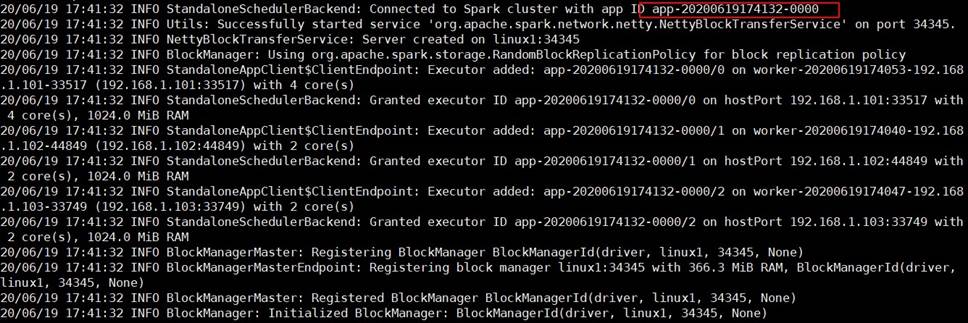 20/06/19 17:41:32 INFO StandaloneSchedulerBackend: Connected to Spark cluster with app ID app-20200619174132-0000
20/06/19 17:41:32 INFO Utils: Successfully started service 'org.apache.spark.network.netty.NettyBlockTransferService' on port 34345.
20/06/19 17:41:32 INFO NettyBlockTransferService: Server created on linux1:34345
20/06/19 17:41:32 INFO BlockManager: Using org.apache.spark.storage.RandomBlockReplicationPolicy for block replication policy
20/06/19 17:41:32 INFO StandaloneAppClient$ClientEndpoint: Executor added: app-20200619174132-0000/0 on worker-20200619174053-192.168
.1.101-33517 (192.168.1.101:33517) with 4 core(s)
20/06/19 17:41:32 INFO StandaloneSchedulerBackend: Granted executor ID app-20200619174132-0000/0 on hostPort 192.168.1.101:33517 with
 4 core(s), 1024.0 MiB RAM
20/06/19 17:41:32 INFO StandaloneAppClient$ClientEndpoint: Executor added: app-20200619174132-0000/1 on worker-20200619174040-192.168
.1.102-44849 (192.168.1.102:44849) with 2 core(s)
20/06/19 17:41:32 INFO StandaloneSchedulerBackend: Granted executor ID app-20200619174132-0000/1 on hostPort 192.168.1.102:44849 with
 2 core(s), 1024.0 MiB RAM
20/06/19 17:41:32 INFO StandaloneAppClient$ClientEndpoint: Executor added: app-20200619174132-0000/2 on worker-20200619174047-192.168
.1.103-33749 (192.168.1.103:33749) with 2 core(s)
20/06/19 17:41:32 INFO StandaloneSchedulerBackend: Granted executor ID app-20200619174132-0000/2 on hostPort 192.168.1.103:33749 with
 2 core(s), 1024.0 MiB RAM
20/06/19 17:41:32 INFO BlockManagerMaster: Registering BlockManager BlockManagerId(driver, linux1, 34345, None)
20/06/19 17:41:32 INFO BlockManagerMasterEndpoint: Registering block manager linux1:34345 with 366.3 MiB RAM, BlockManagerId(driver,
linux1, 34345, None)
20/06/19 17:41:32 INFO BlockManagerMaster: Registered BlockManager BlockManagerId(driver, linux1, 34345, None)
20/06/19 17:41:32 INFO BlockManager: Initialized BlockManager: BlockManagerId(driver, linux1, 34345, None)